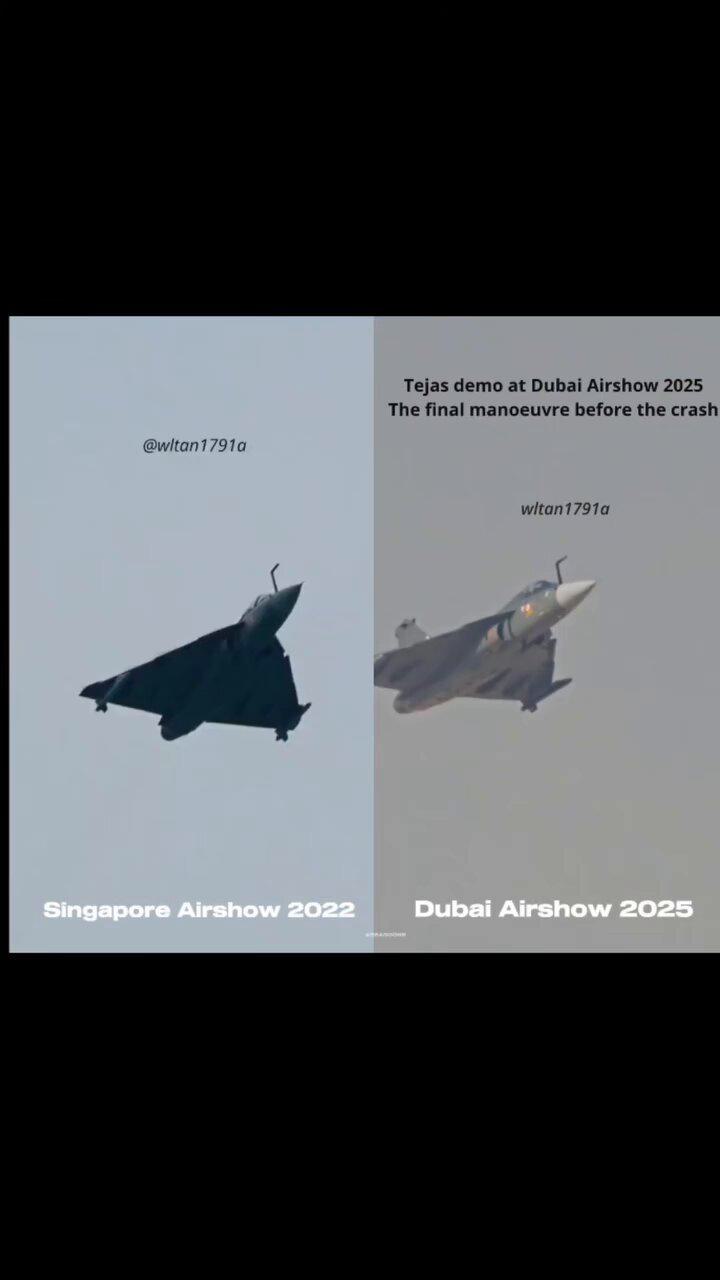 Tejas demo at Dubai Airshow 2025
The final manoeuvre before the crash
@wltan1791a
wltan1791a
Singapore Airshow 2022
Dubai Airshow 2025